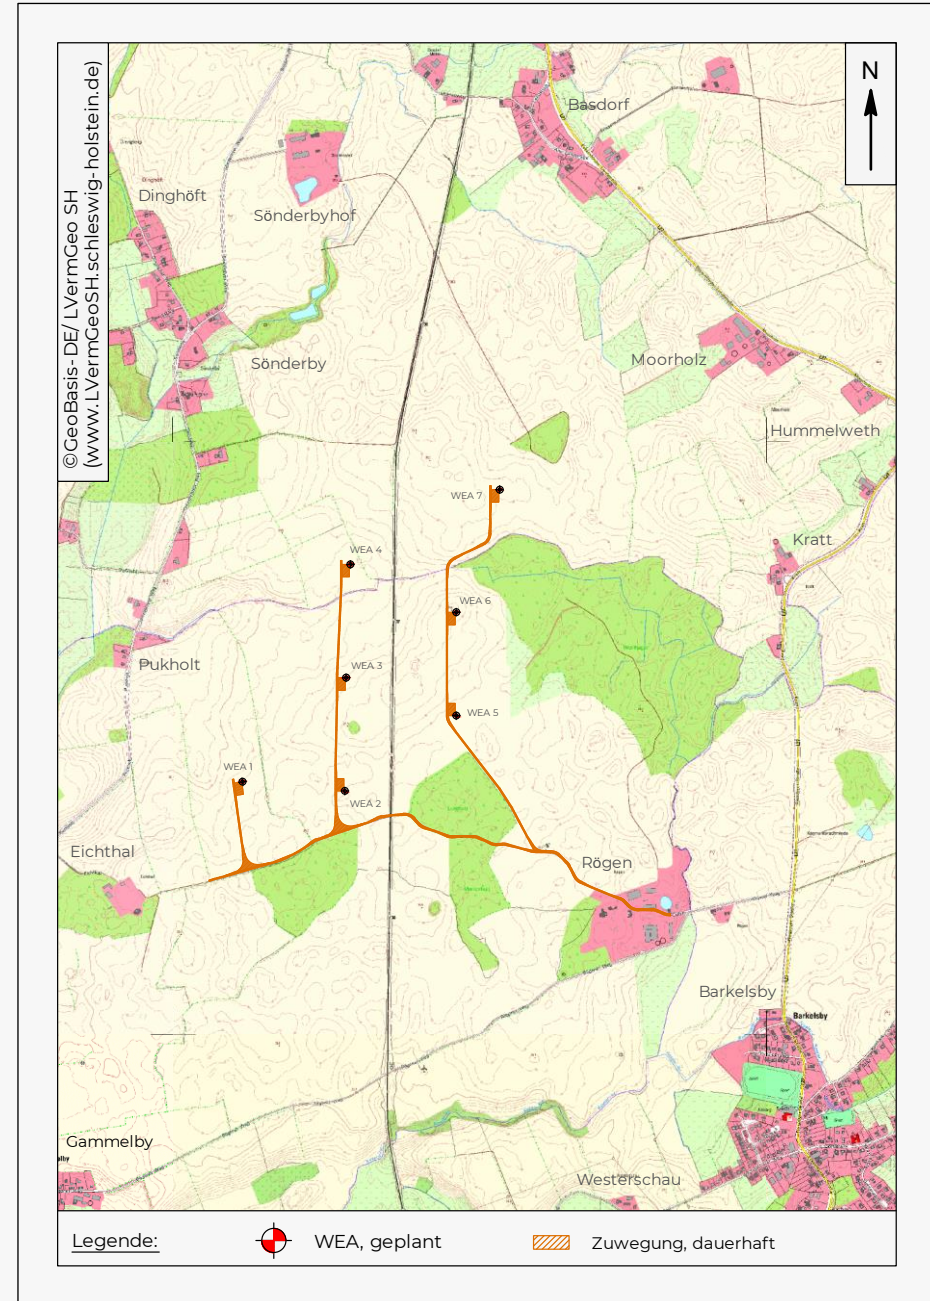 ©GeoBasis-DE/ LVermGeo SH
(www.LVermGeoSH.schleswig-holstein.de)
N
Basdorf
Dinghöft
Sönderbyhof
Sönderby
Moorholz
Hummelweth
WEA 7
Kratt
WEA 4
WEA 6
Pukholt
WEA 3
WEA 5
WEA 1
WEA 2
Eichthal
Rögen
Barkelsby
Barkelsby
Gammelby
Westerschau
Legende:
WEA, geplant
Zuwegung, dauerhaft